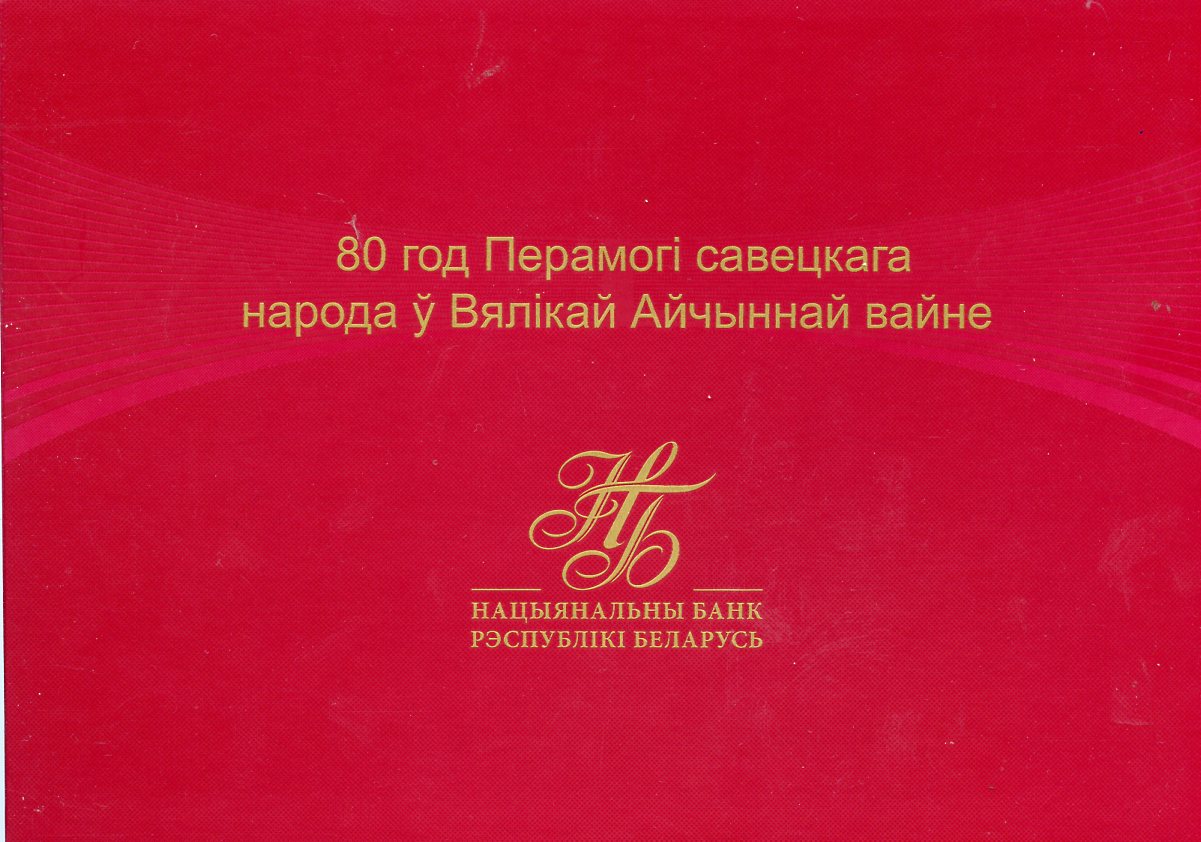 80 год Перамогі савецкага
народа ў Вялікай Айчыннай вайне
НБ
НАЦЫЯНАЛЬНЫ БАНК
РЭСПУБЛІКІ БЕЛАРУСЬ